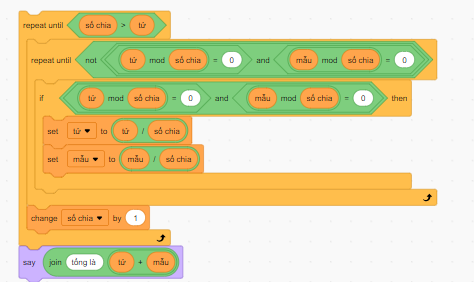 repeat until số chia > tử
repeat until not tử mod số chia = 0 and mẫu mod số chia = 0
if tử mod số chia = 0 and mẫu mod số chia = 0 then
set tử to tử / số chia
set mẫu to mẫu / số chia
change số chia by 1
say join tổng là tử + mẫu